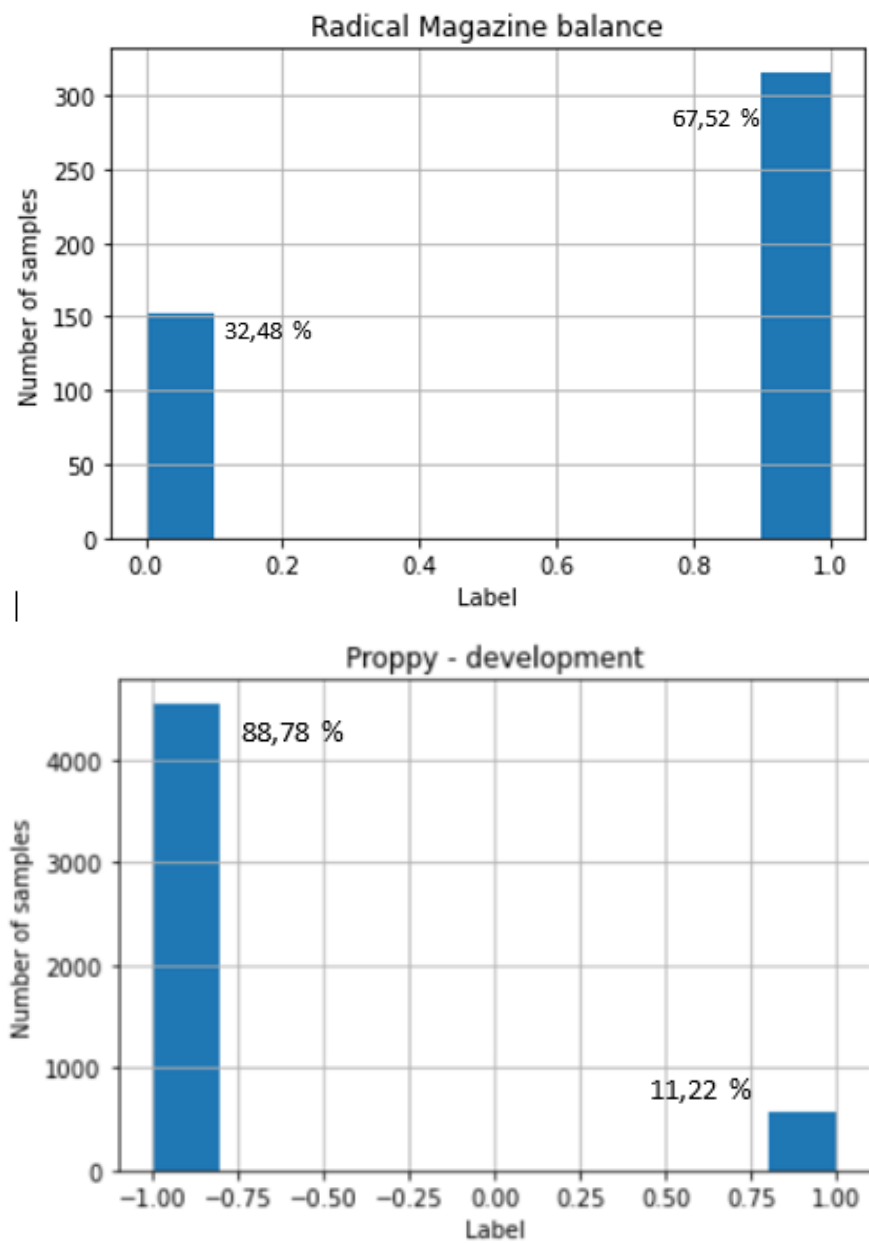 Radical Magazine balance
300
67,52 %
250
200
150
32,48 %
100
50
0
0.0 0.2 0.4 0.6 0.8 1.0
Number of samples
Label
Proppy - development
88,78 %
4000
3000
2000
1000
11,22 %
0
−1.00 −0.75 −0.50 −0.25 0.00 0.25 0.50 0.75 1.00
Number of samples
Label